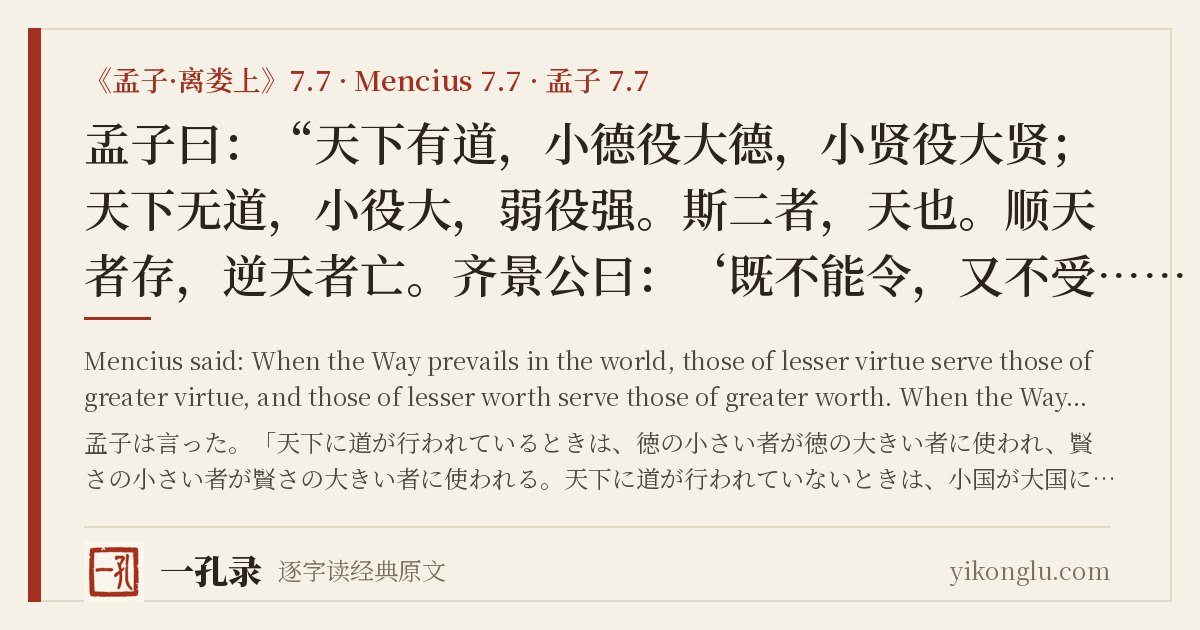 《孟子·离娄上》7.7 · Mencius 7.7 · 孟子 7.7
孟子曰：“天下有道，小德役大德，小贤役大贤；
天下无道，小役大，弱役强。斯二者，天也。顺天
者存，逆天者亡。齐景公曰：‘既不能令，又不受……
Mencius said: When the Way prevails in the world, those of lesser virtue serve those of
greater virtue, and those of lesser worth serve those of greater worth. When the Way...
孟子は言った。「天下に道が行われているときは、徳の小さい者が徳の大きい者に使われ、賢
さの小さい者が賢さの大きい者に使われる。天下に道が行われていないときは、小国が大国に…
一孔
一孔录 逐字读经典原文
yikonglu.com